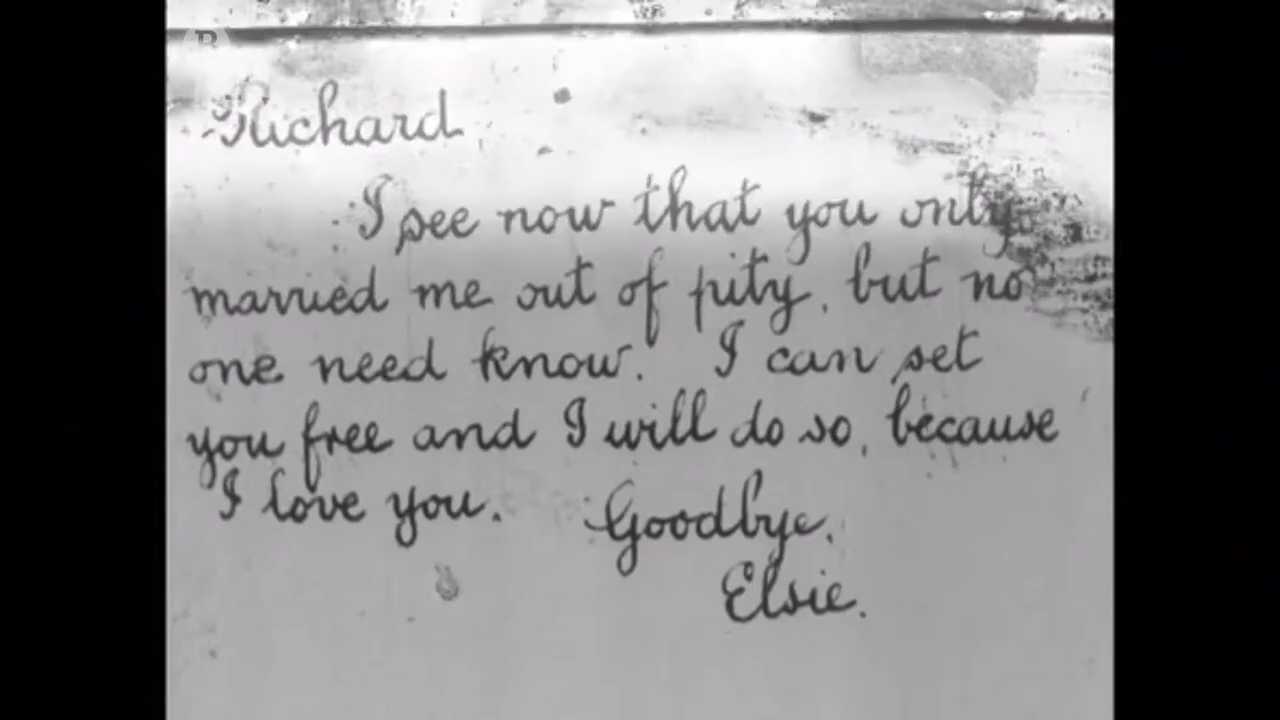 B
Richard
I see now that you only
married me out of pity, but no
one need know. I can set
you free and I will do so, because
I love you. Goodbye.
Elsie.